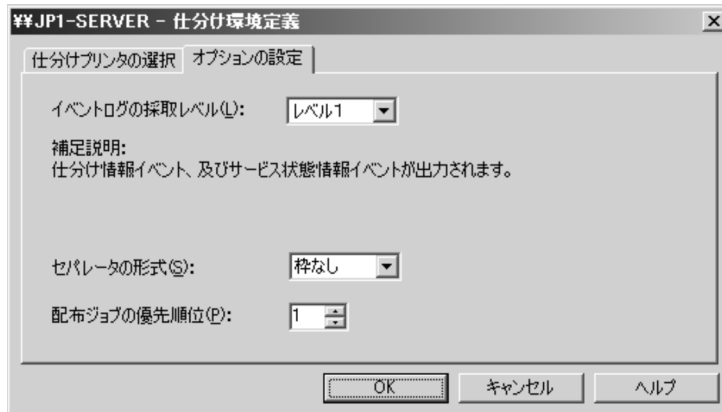 ¥¥JP1-SERVER - 仕分け環境定義
仕分けプリンタの選択 オプションの設定
イベントログの採取レベル(L): レベル1
補足説明:
仕分け情報イベント、及びサービス状態情報イベントが出力されます。
セパレータの形式(S): 枠なし
配布ジョブの優先順位(P): 1
OK キャンセル ヘルプ